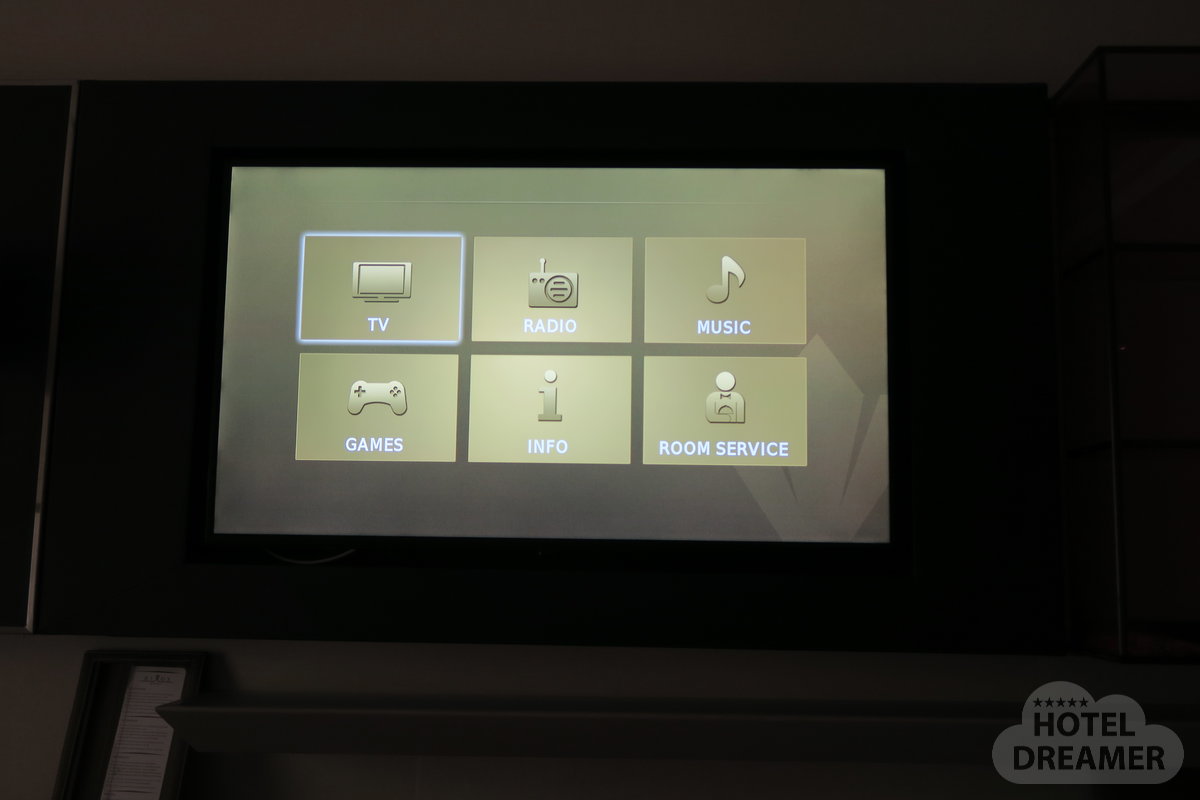 TV
RADIO
MUSIC
GAMES
INFO
ROOM SERVICE
HOTEL
DREAMER